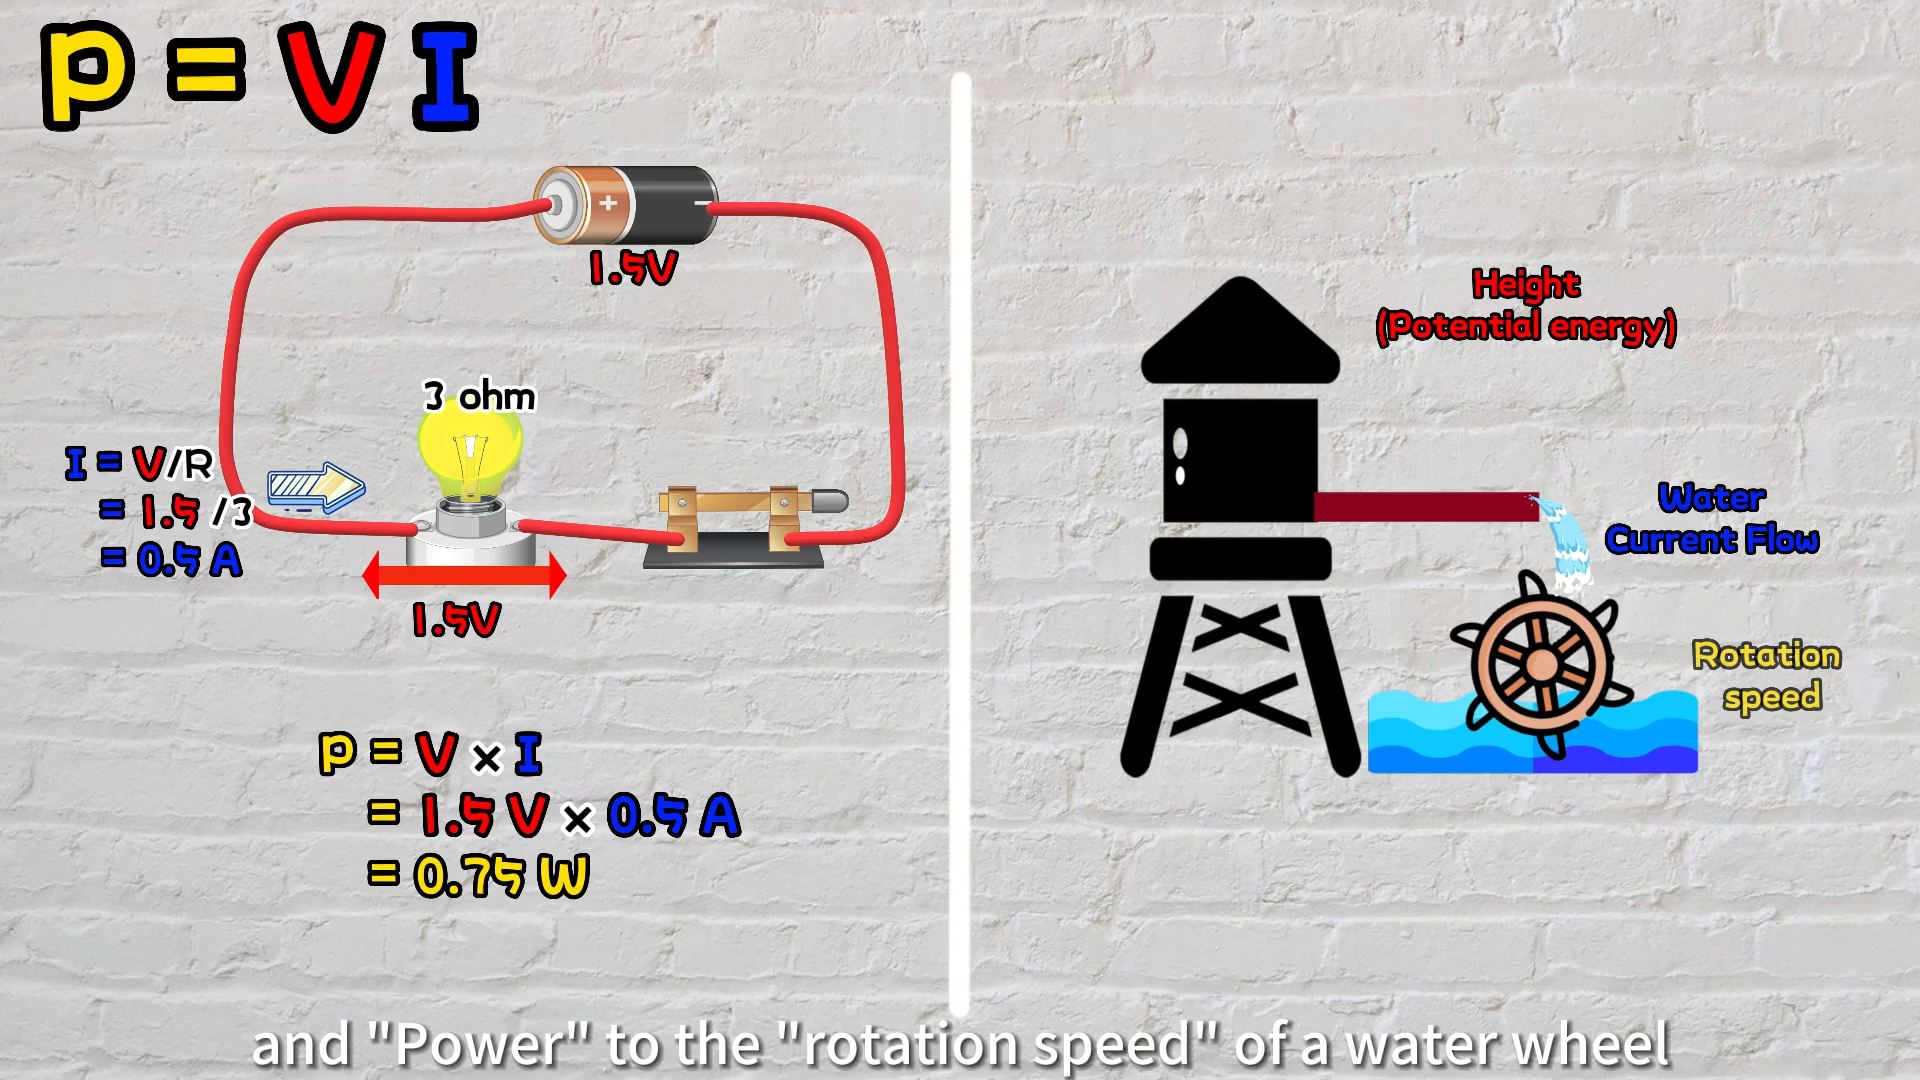 P = V I
+ −
1.5V
3 ohm
I = V/R
= 1.5 /3
= 0.5 A
1.5V
P = V × I
= 1.5 V × 0.5 A
= 0.75 W
Height
(Potential energy)
Water
Current Flow
Rotation
speed
and "Power" to the "rotation speed" of a water wheel